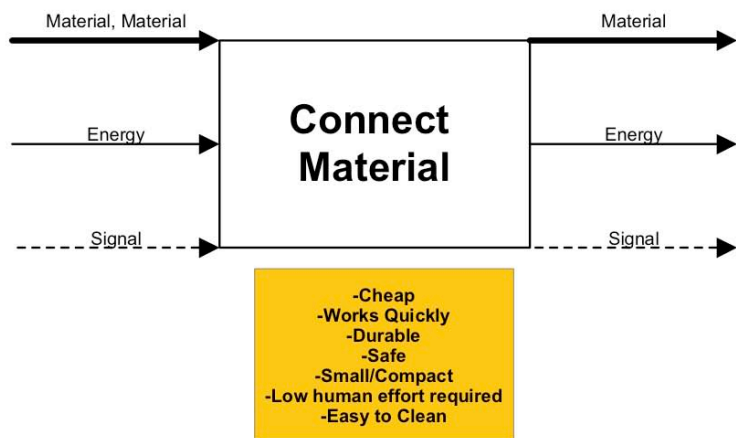 Material, Material
Material
Connect
Material
Energy
Energy
Signal
Signal
-Cheap
-Works Quickly
-Durable
-Safe
-Small/Compact
-Low human effort required
-Easy to Clean